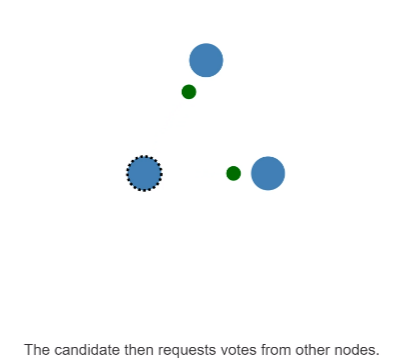 The candidate then requests votes from other nodes.